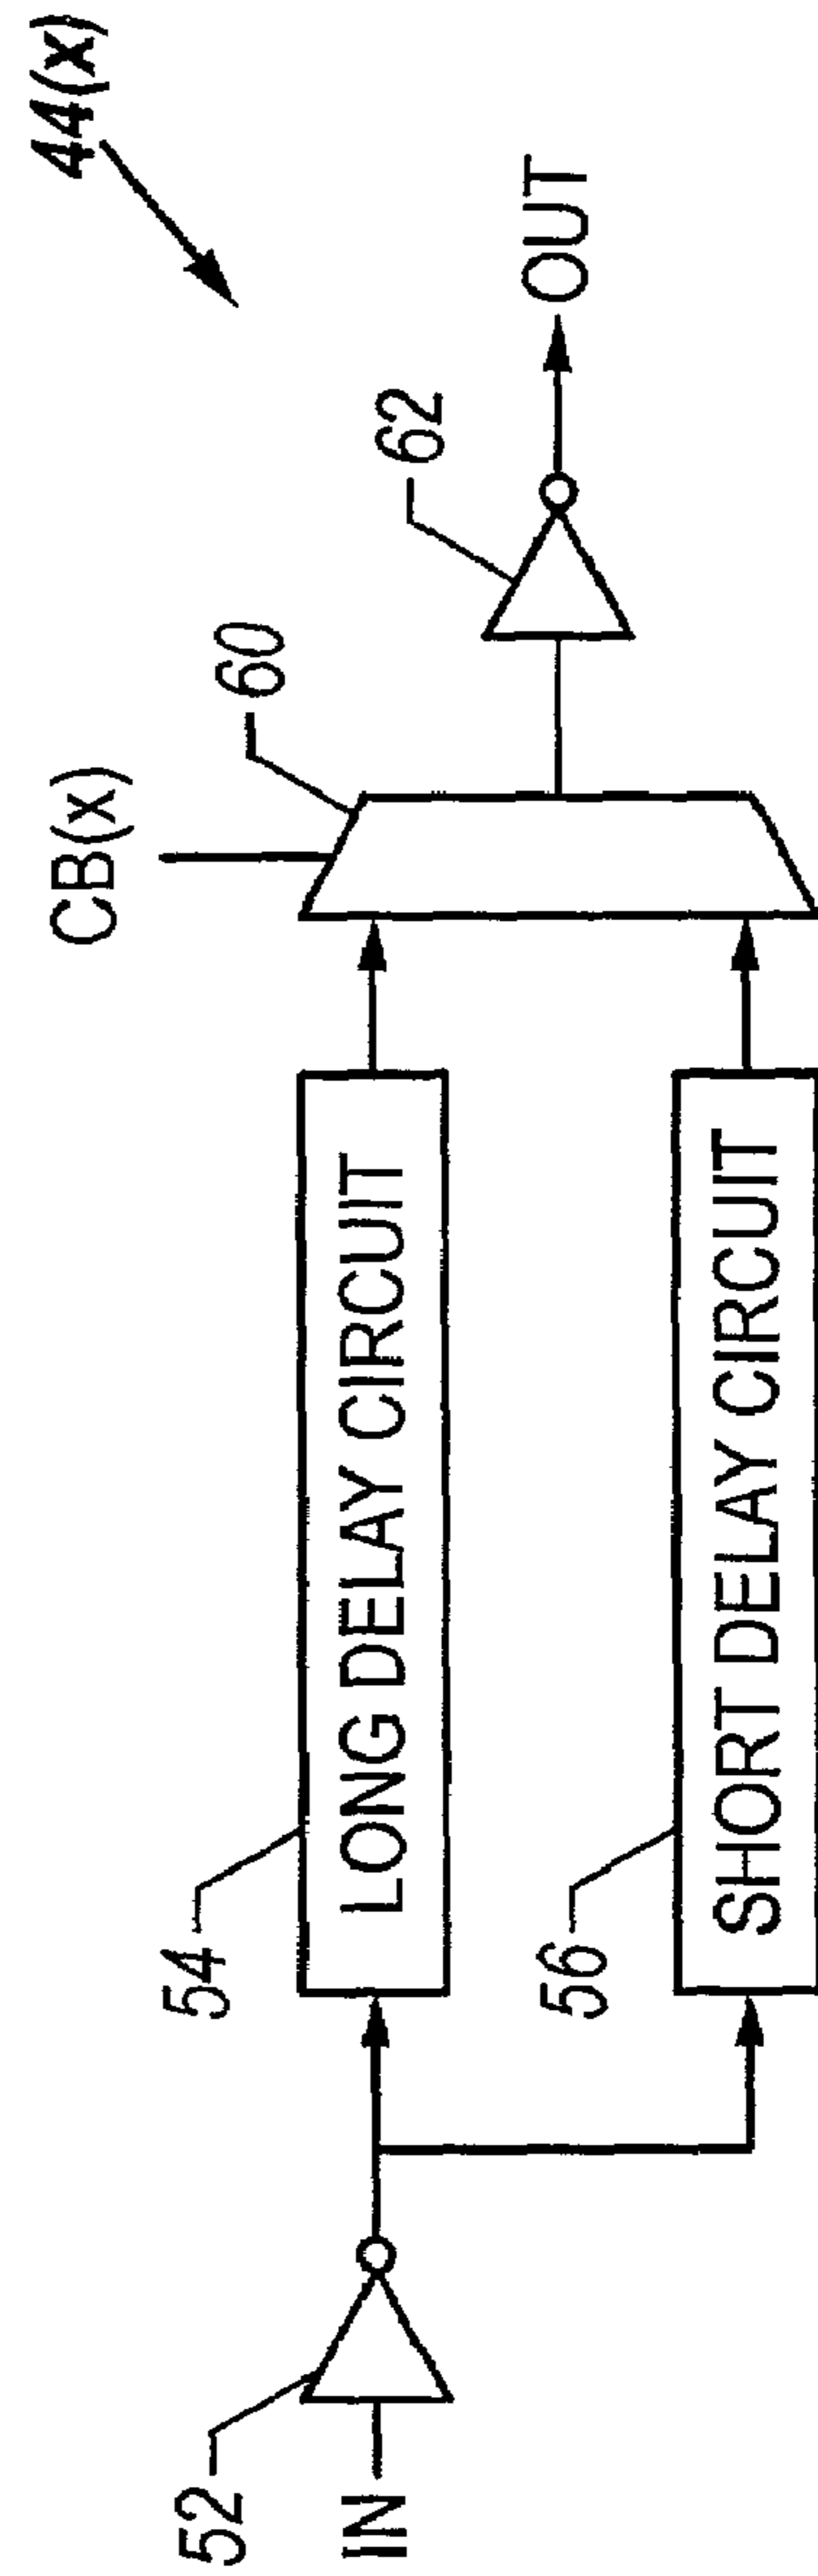 44(x)
CB(x)
60
62
OUT
54
LONG DELAY CIRCUIT
52
IN
56
SHORT DELAY CIRCUIT